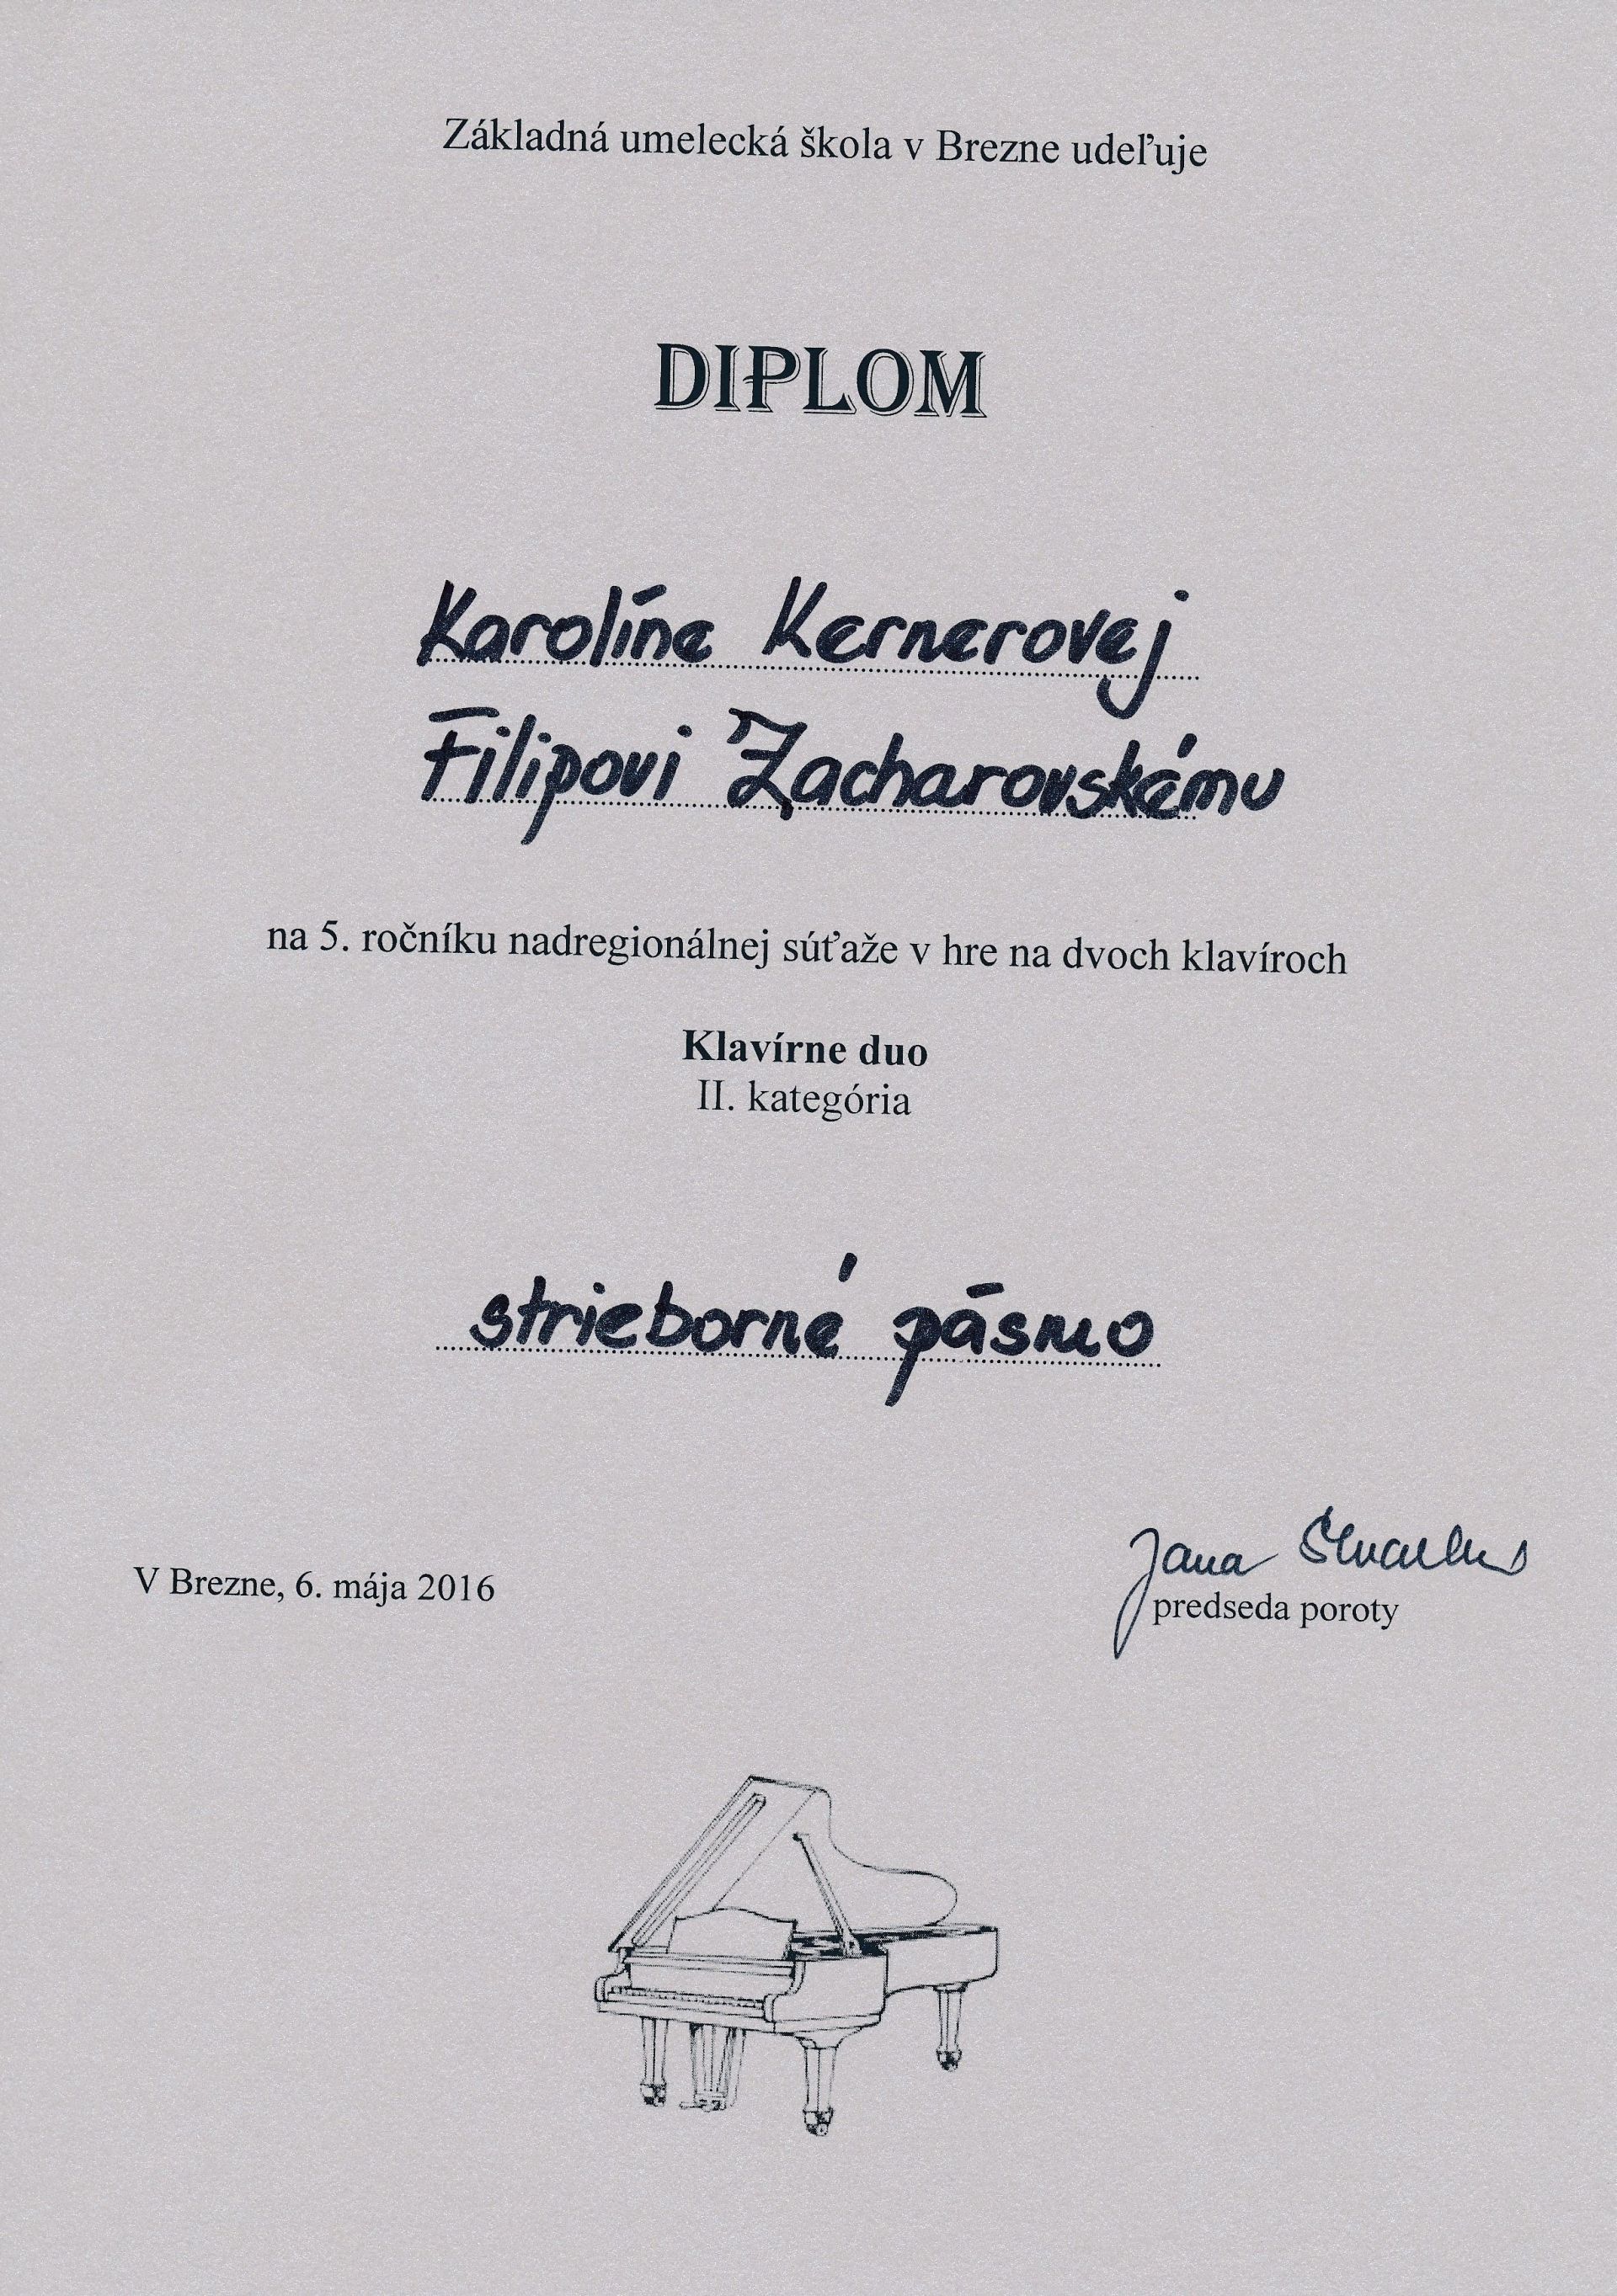 Základná umelecká škola v Brezne udeľuje
DIPLOM
Karolíne Kernerovej
Filipovi Zacharovskému
na 5. ročníku nadregionálnej súťaže v hre na dvoch klavíroch
Klavírne duo
II. kategória
strieborné pásmo
Jana
V Brezne, 6. mája 2016
predseda poroty